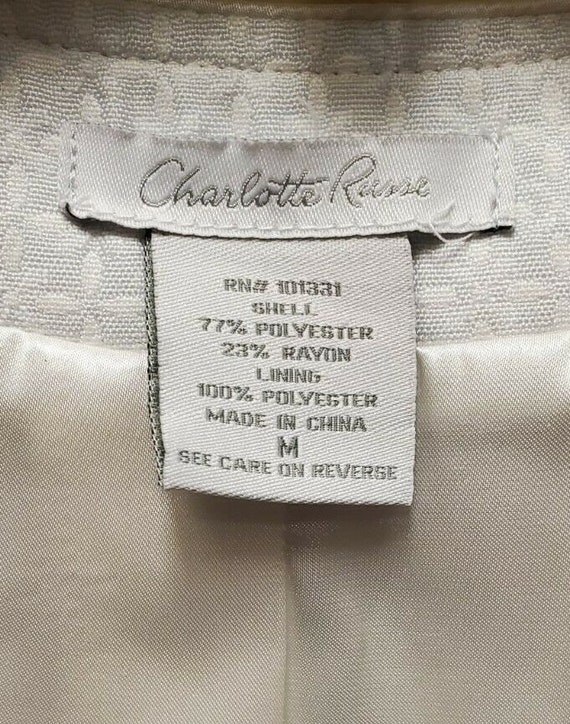 Charlotte Russe
RN# 101331
SHELL
77% POLYESTER
23% RAYON
LINING
100% POLYESTER
MADE IN CHINA
M
SEE CARE ON REVERSE